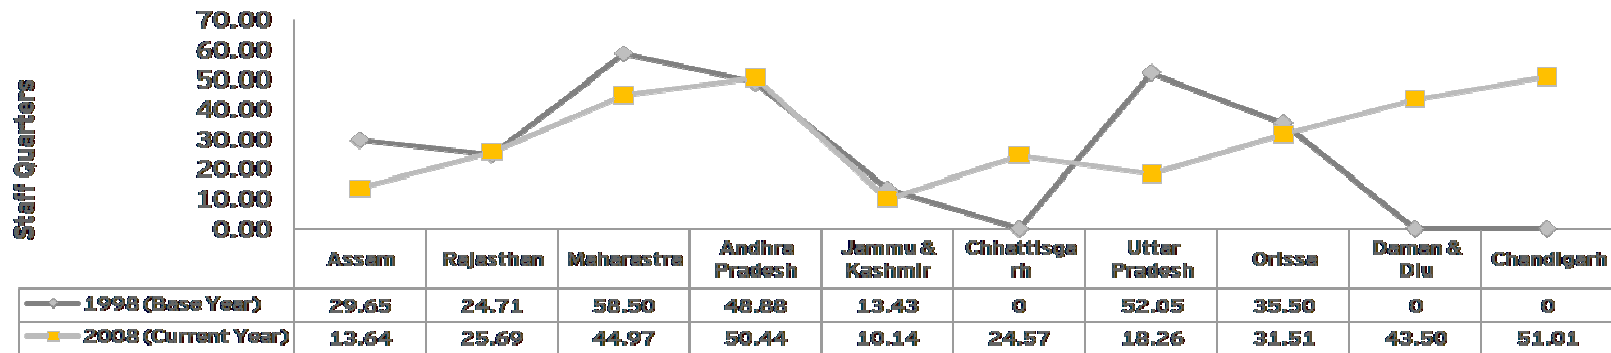 70.00
60.00
50.00
40.00
30.00
20.00
10.00
0.00
Staff Quarters
Assam Rajasthan Maharastra Andhra Pradesh Jammu & Kashmir Chhattisgarh Uttar Pradesh Orissa Daman & Diu Chandigarh
1998 (Base Year) 29.65 24.71 58.50 48.88 13.43 0 52.05 35.50 0 0
2008 (Current Year) 13.64 25.69 44.97 50.44 10.14 24.57 18.26 31.51 43.50 51.01